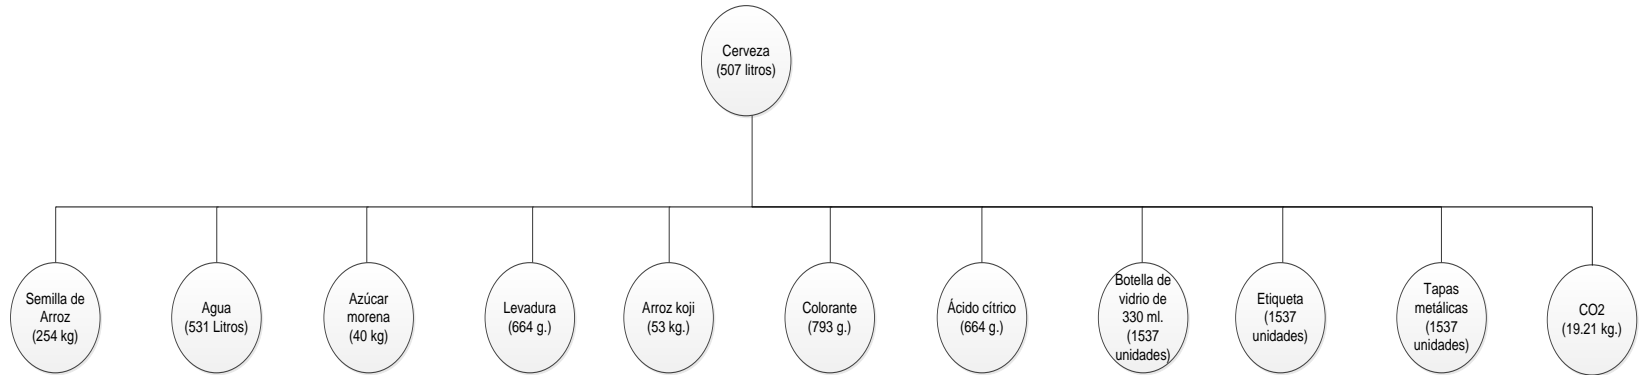 Cerveza
(507 litros)
Semilla de
Arroz
(254 kg)
Agua
(531 Litros)
Azúcar
morena
(40 kg)
Levadura
(664 g.)
Arroz koji
(53 kg.)
Colorante
(793 g.)
Ácido cítrico
(664 g.)
Botella de
vidrio de
330 ml.
(1537
unidades)
Etiqueta
(1537
unidades)
Tapas
metálicas
(1537
unidades)
CO2
(19.21 kg.)